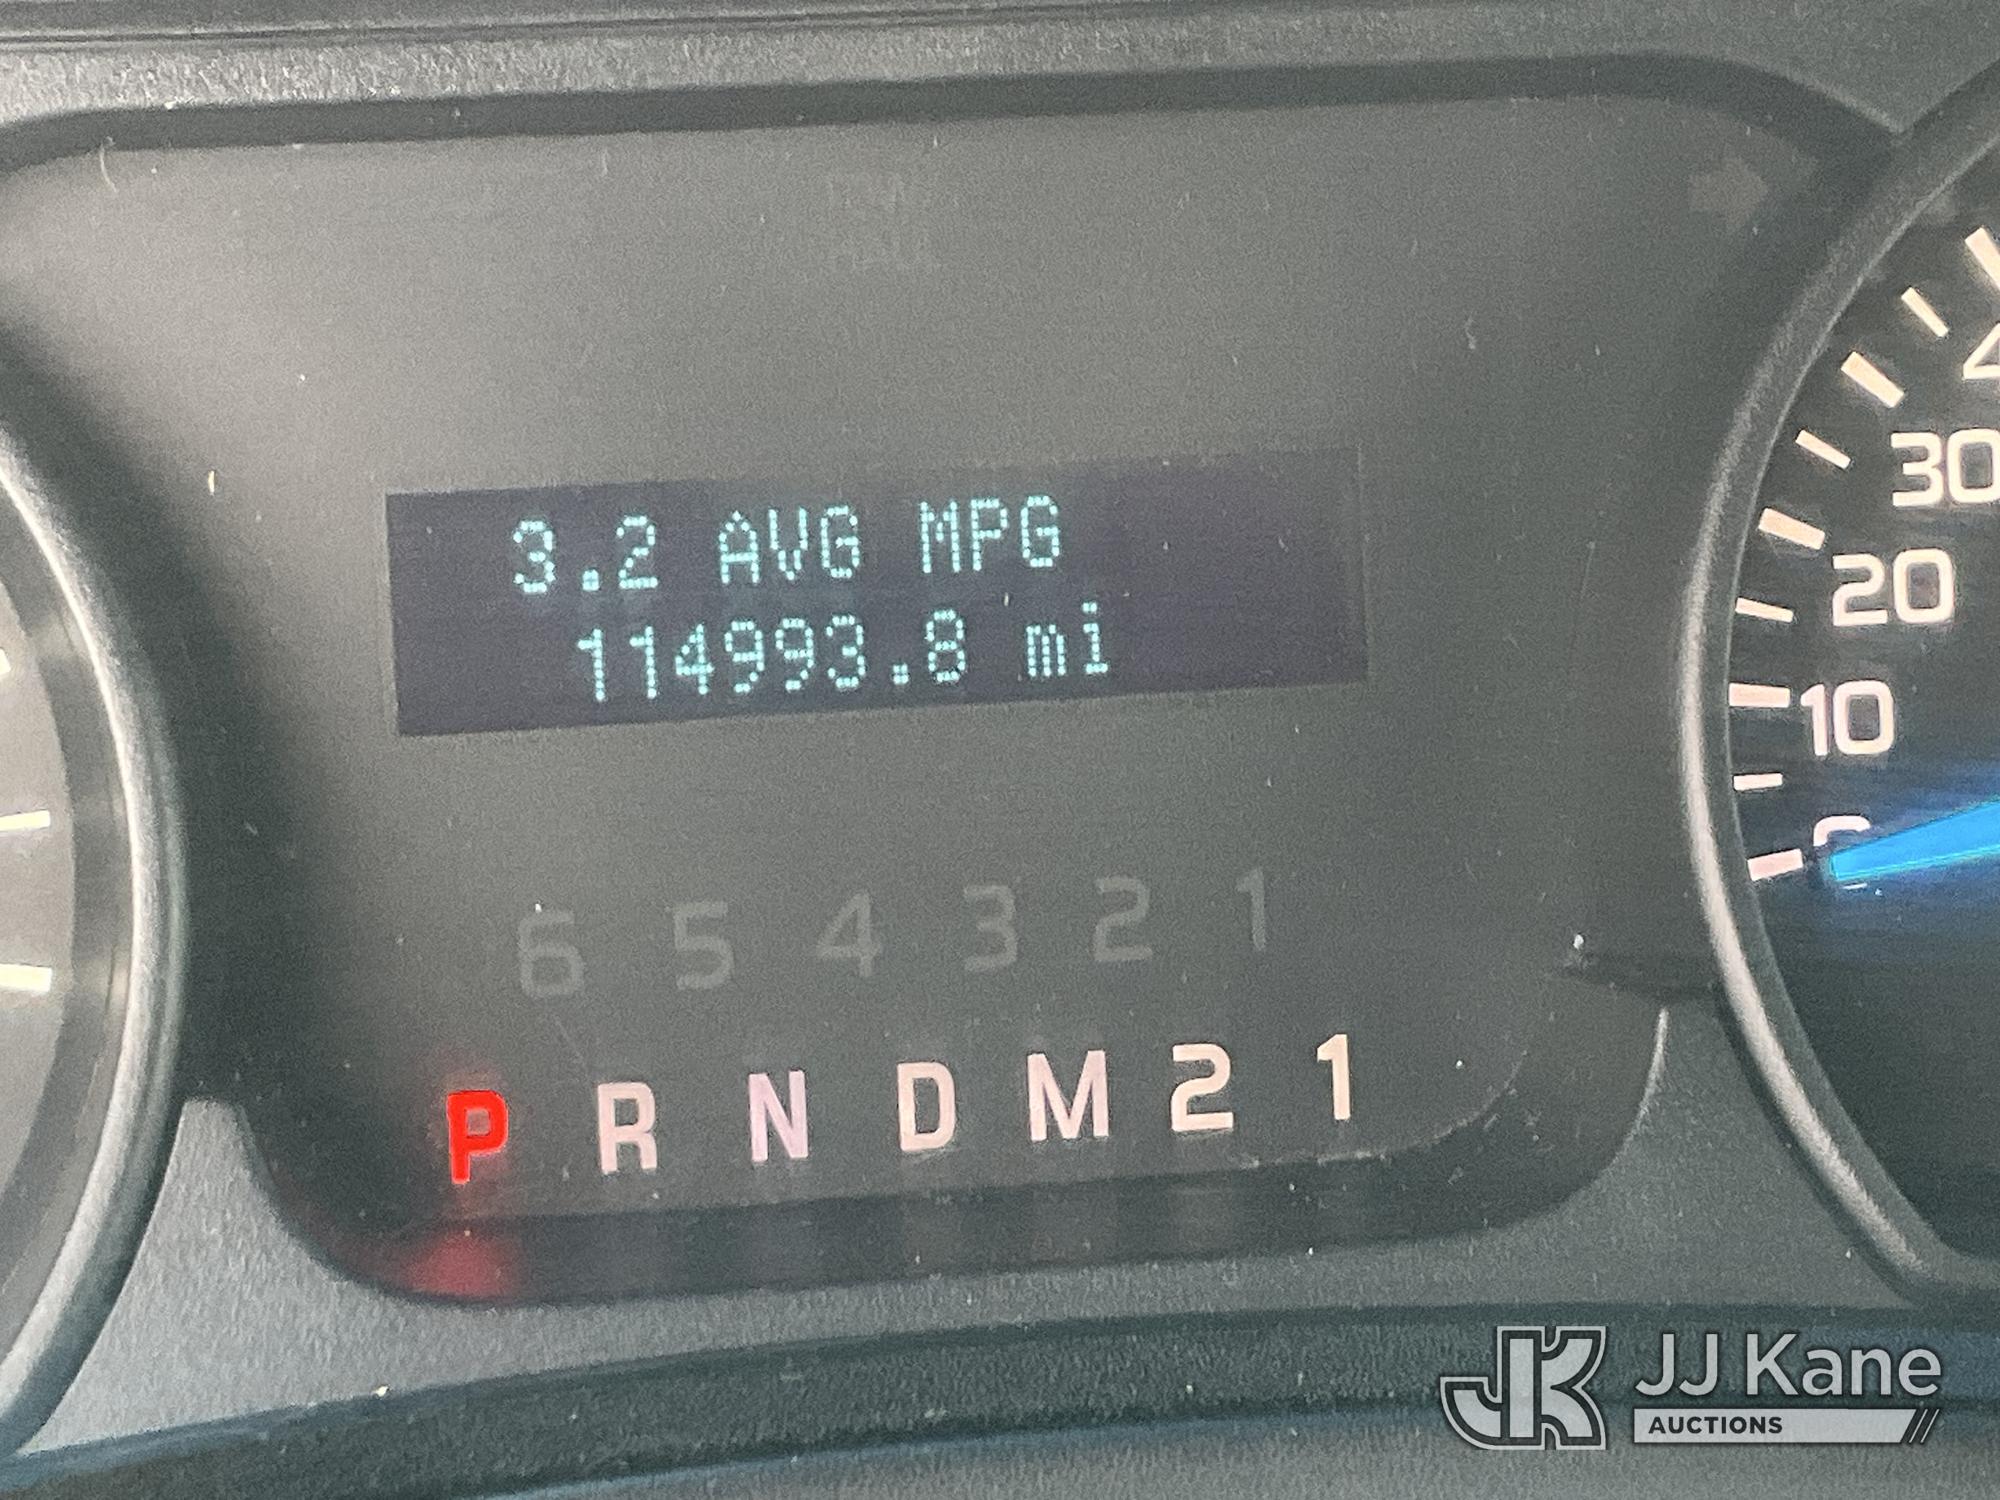 3.2 AVG MPG
114993.8 mi
6 5 4 3 2 1
P R N D M 2 1
30
20
10
JJ Kane
AUCTIONS